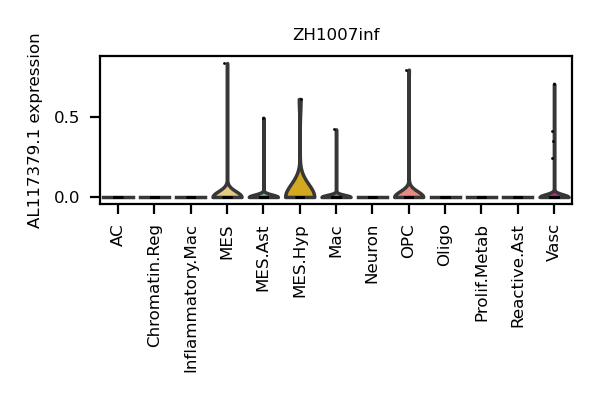 ZH1007inf
AL117379.1 expression
0.5
0.0
AC
Chromatin.Reg
Inflammatory.Mac
MES
MES.Ast
MES.Hyp
Mac
Neuron
OPC
Oligo
Prolif.Metab
Reactive.Ast
Vasc